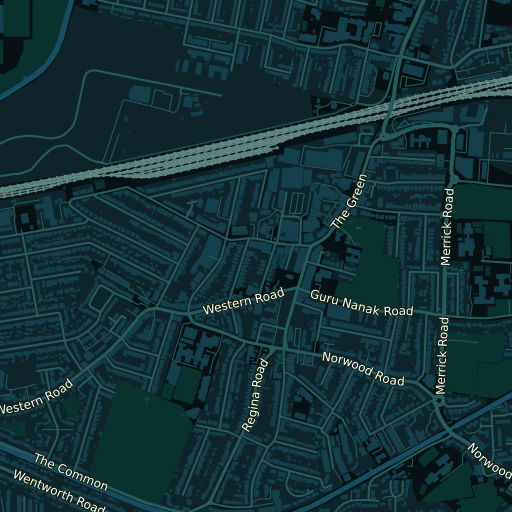 The Green
Merrick Road
Western Road
Guru Nanak Road
Merrick Road
Norwood Road
Regina Road
Western Road
The Common
Wentworth Road
Norwood